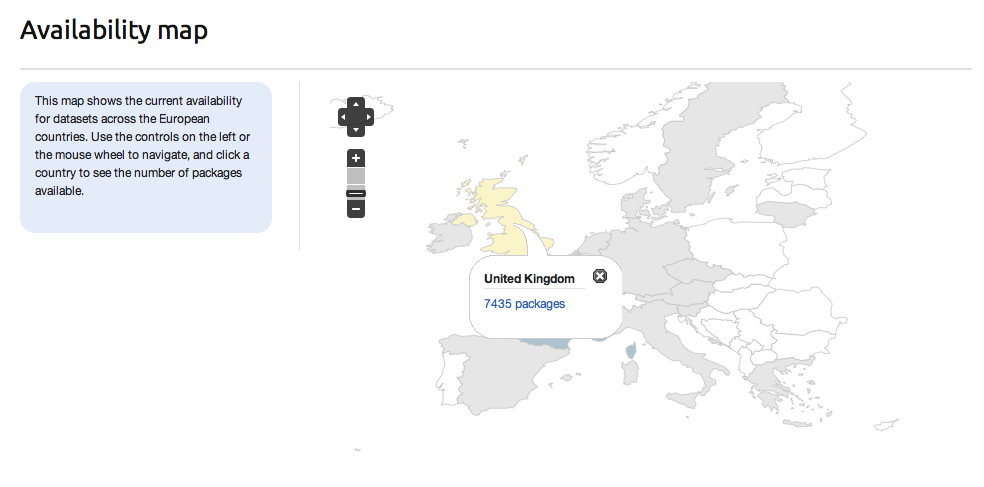 Availability map
This map shows the current availability
for datasets across the European
countries. Use the controls on the left or
the mouse wheel to navigate, and click a
country to see the number of packages
available.
United Kingdom
7435 packages